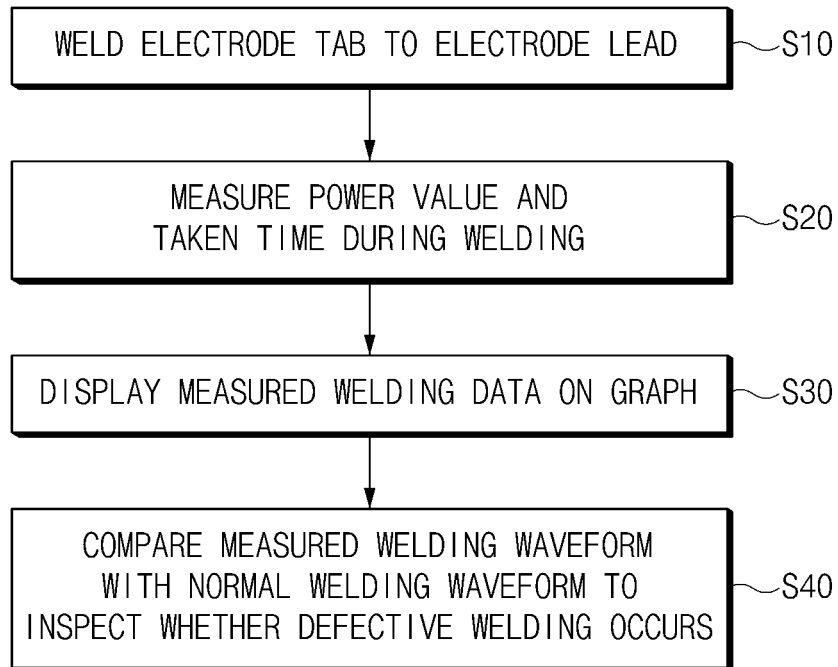 WELD ELECTRODE TAB TO ELECTRODE LEAD
S10
MEASURE POWER VALUE AND
TAKEN TIME DURING WELDING
S20
DISPLAY MEASURED WELDING DATA ON GRAPH
S30
COMPARE MEASURED WELDING WAVEFORM
WITH NORMAL WELDING WAVEFORM TO
INSPECT WHETHER DEFECTIVE WELDING OCCURS
S40